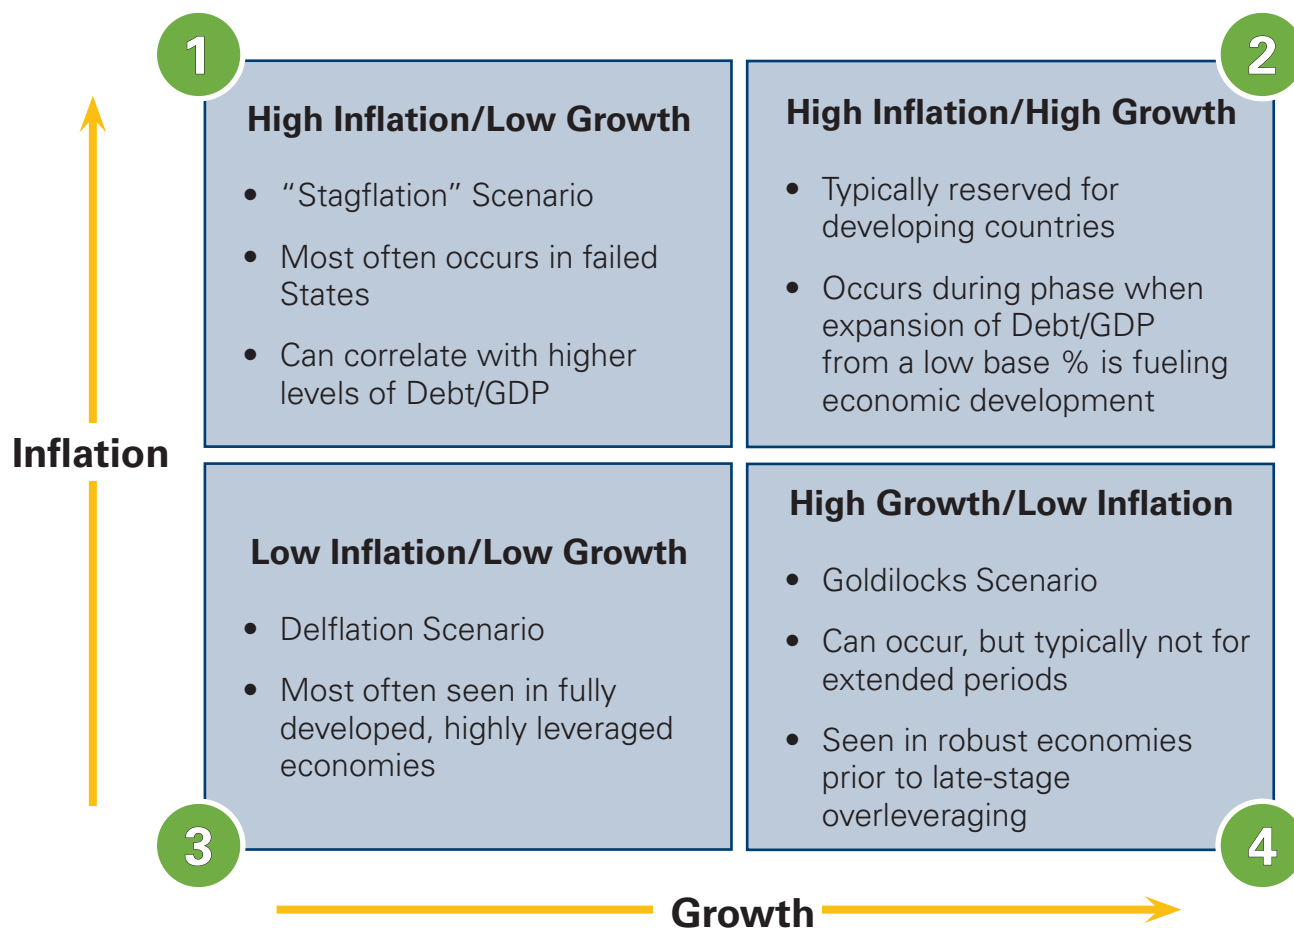 1
High Inflation/Low Growth
• “Stagflation” Scenario
• Most often occurs in failed
States
• Can correlate with higher
levels of Debt/GDP
2
High Inflation/High Growth
• Typically reserved for
developing countries
• Occurs during phase when
expansion of Debt/GDP
from a low base % is fueling
economic development
Inflation
3
Low Inflation/Low Growth
• Delflation Scenario
• Most often seen in fully
developed, highly leveraged
economies
4
High Growth/Low Inflation
• Goldilocks Scenario
• Can occur, but typically not for
extended periods
• Seen in robust economies
prior to late-stage
overleveraging
Growth